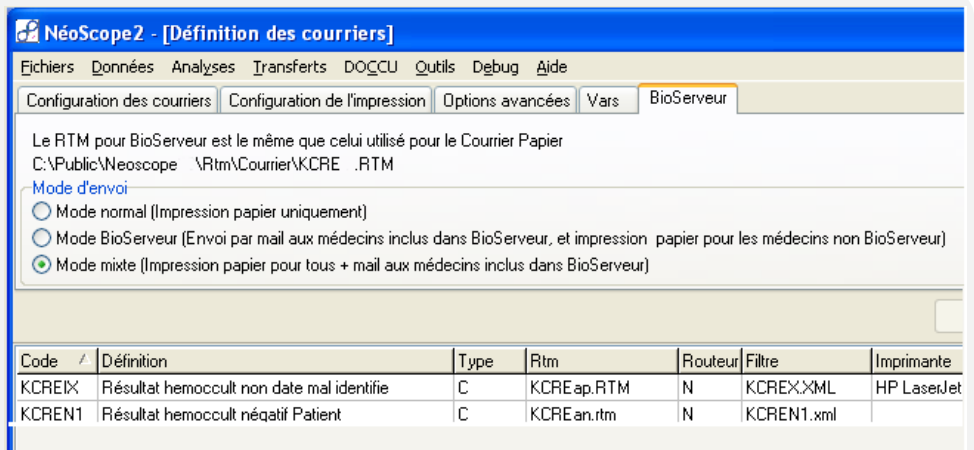 NéoScope2 - [Définition des courriers]
Fichiers Données Analyses Transferts DOCCU Outils Debug Aide
Configuration des courriers Configuration de l'impression Options avancées Vars BioServeur
Le RTM pour BioServeur est le même que celui utilisé pour le Courrier Papier
C:\Public\Neoscope \Rtm\Courrier\KCRE .RTM
Mode d'envoi
Mode normal (Impression papier uniquement)
Mode BioServeur (Envoi par mail aux médecins inclus dans BioServeur, et impression papier pour les médecins non BioServeur)
Mode mixte (Impression papier pour tous + mail aux médecins inclus dans BioServeur)
Code Définition Type Rtm Routeur Filtre Imprimante
KCREIX Résultat hemoccult non date mal identifie C KCREap.RTM N KCREX.XML HP LaserJet
KCREN1 Résultat hemoccult négatif Patient C KCREan.rtm N KCREN1.xml